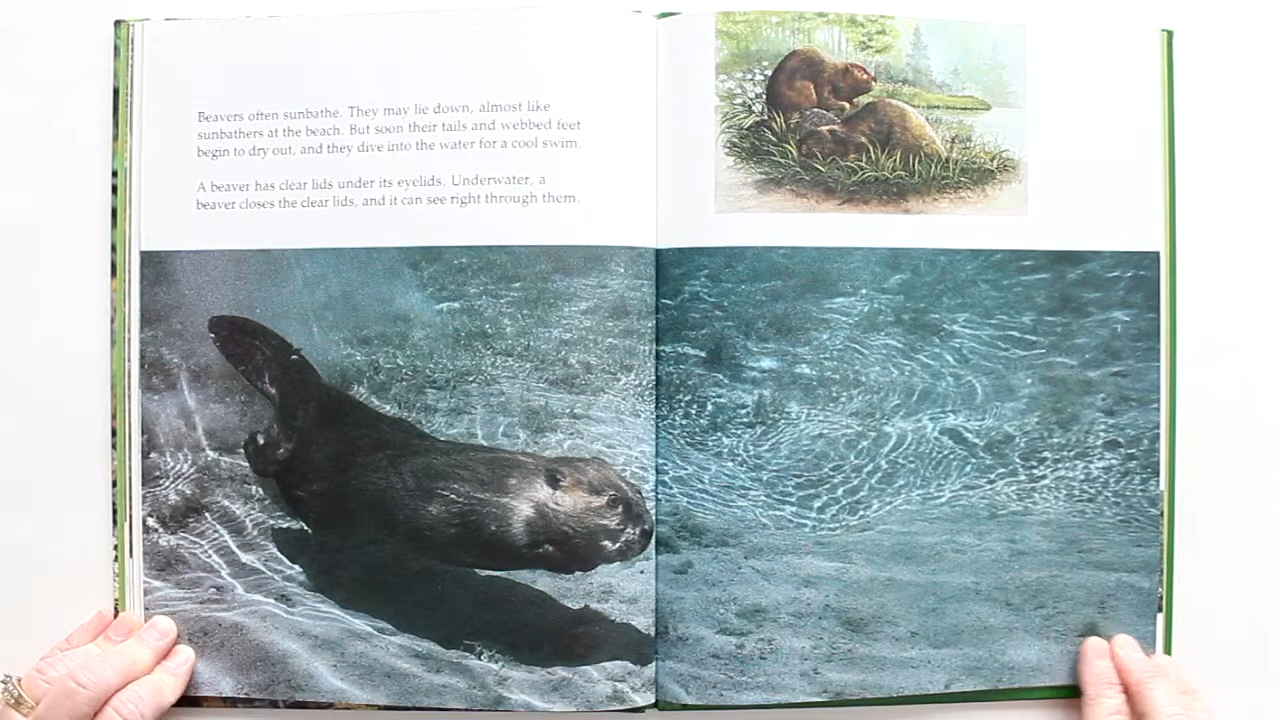 Beavers often sunbathe. They may lie down, almost like
sunbathers at the beach. But soon their tails and webbed feet
begin to dry out, and they dive into the water for a cool swim.
A beaver has clear lids under its eyelids. Underwater, a
beaver closes the clear lids, and it can see right through them.